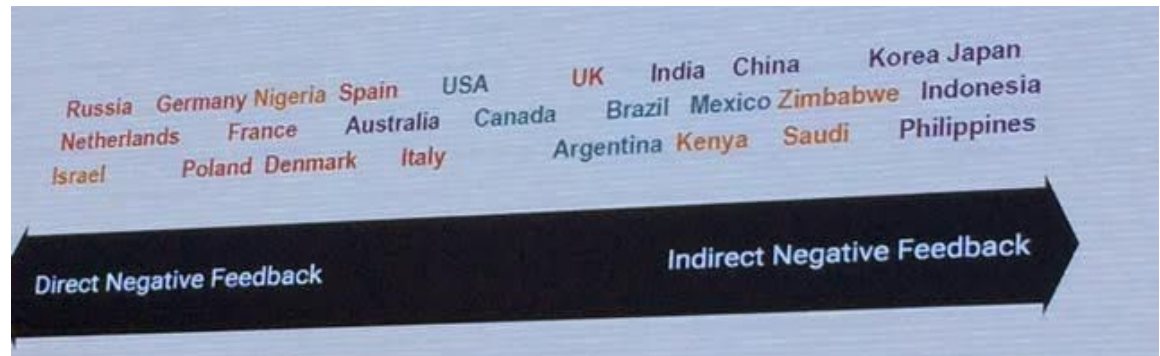 Russia Germany Nigeria Spain USA UK India China Korea Japan
Netherlands France Australia Canada Brazil Mexico Zimbabwe Indonesia
Israel Poland Denmark Italy Argentina Kenya Saudi Philippines
Direct Negative Feedback Indirect Negative Feedback